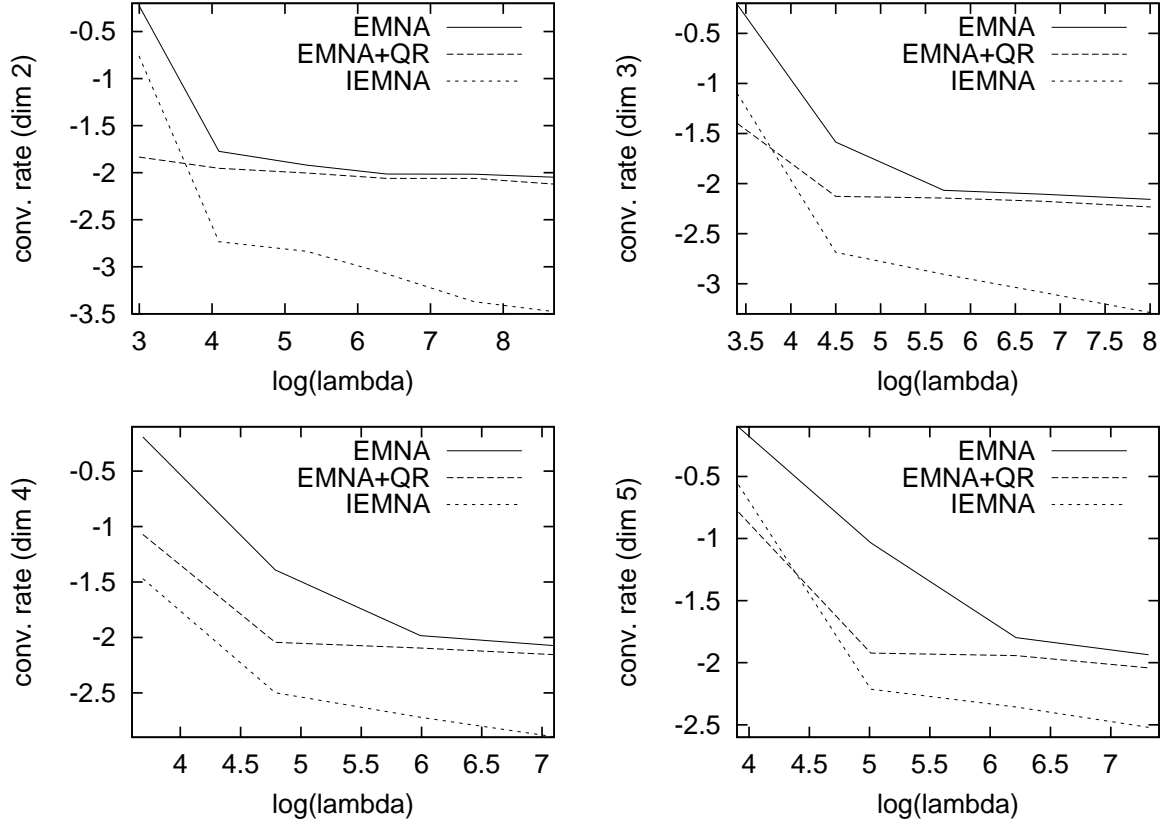 EMNA
EMNA+QR
IEMNA
-0.5
-1
-1.5
-2
-2.5
-3
-3.5
conv. rate (dim 2)
3 4 5 6 7 8
log(lambda)
EMNA
EMNA+QR
IEMNA
-0.5
-1
-1.5
-2
-2.5
-3
conv. rate (dim 3)
3.5 4 4.5 5 5.5 6 6.5 7 7.5 8
log(lambda)
EMNA
EMNA+QR
IEMNA
-0.5
-1
-1.5
-2
-2.5
conv. rate (dim 4)
4 4.5 5 5.5 6 6.5 7
log(lambda)
EMNA
EMNA+QR
IEMNA
-0.5
-1
-1.5
-2
-2.5
conv. rate (dim 5)
4 4.5 5 5.5 6 6.5 7
log(lambda)